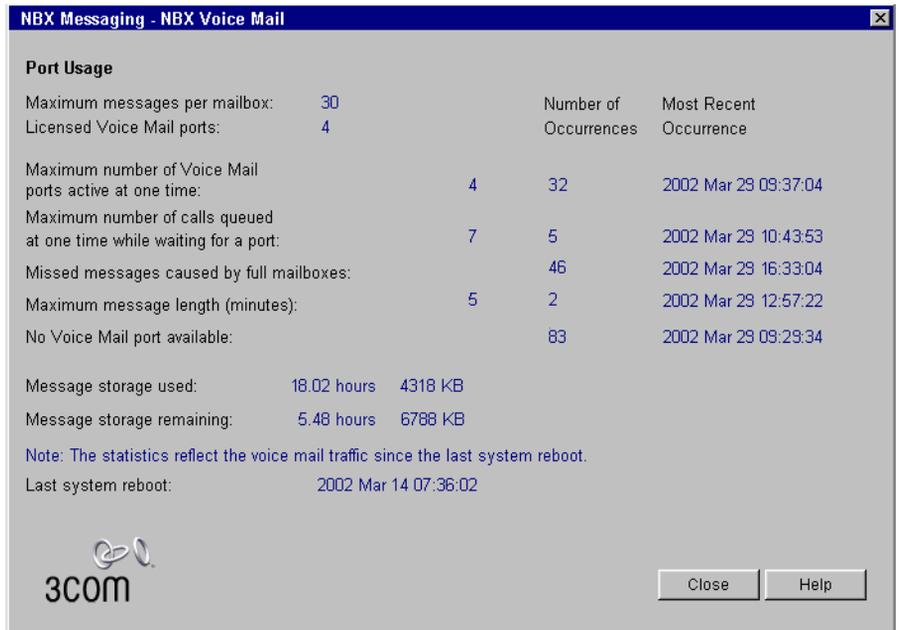 NBX Messaging - NBX Voice Mail
Port Usage
Maximum messages per mailbox: 30
Number of Occurrences
Most Recent Occurrence
Licensed Voice Mail ports: 4
Maximum number of Voice Mail
ports active at one time: 4 32 2002 Mar 29 09:37:04
Maximum number of calls queued
at one time while waiting for a port: 7 5 2002 Mar 29 10:43:53
Missed messages caused by full mailboxes: 46 2002 Mar 29 16:33:04
Maximum message length (minutes): 5 2 2002 Mar 29 12:57:22
No Voice Mail port available: 83 2002 Mar 29 09:29:34
Message storage used: 18.02 hours 4318 KB
Message storage remaining: 5.48 hours 6788 KB
Note: The statistics reflect the voice mail traffic since the last system reboot.
Last system reboot: 2002 Mar 14 07:36:02
3COM
Close Help